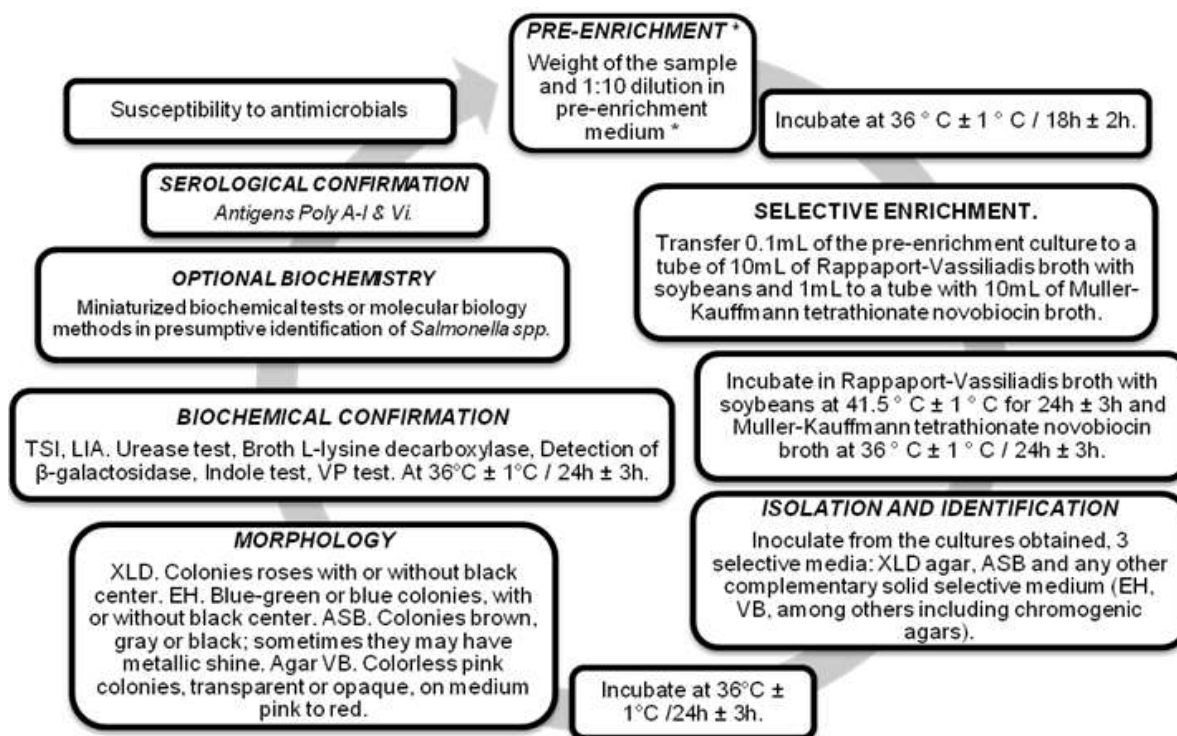 PRE-ENRICHMENT *
Weight of the sample
and 1:10 dilution in
pre-enrichment
medium *
Incubate at 36 ° C ± 1 ° C / 18h ± 2h.
SELECTIVE ENRICHMENT.
Transfer 0.1mL of the pre-enrichment culture to a
tube of 10mL of Rappaport-Vassiliadis broth with
soybeans and 1mL to a tube with 10mL of Muller-
Kauffmann tetrathionate novobiocin broth.
Incubate in Rappaport-Vassiliadis broth with
soybeans at 41.5 ° C ± 1 ° C for 24h ± 3h and
Muller-Kauffmann tetrathionate novobiocin
broth at 36 ° C ± 1 ° C / 24h ± 3h.
ISOLATION AND IDENTIFICATION
Inoculate from the cultures obtained, 3
selective media: XLD agar, ASB and any other
complementary solid selective medium (EH,
VB, among others including chromogenic
agars).
Incubate at 36°C ±
1°C /24h ± 3h.
MORPHOLOGY
XLD. Colonies roses with or without black
center. EH. Blue-green or blue colonies, with
or without black center. ASB. Colonies brown,
gray or black; sometimes they may have
metallic shine. Agar VB. Colorless pink
colonies, transparent or opaque, on medium
pink to red.
BIOCHEMICAL CONFIRMATION
TSI, LIA. Urease test, Broth L-lysine decarboxylase, Detection of
β-galactosidase, Indole test, VP test. At 36°C ± 1°C / 24h ± 3h.
OPTIONAL BIOCHEMISTRY
Miniaturized biochemical tests or molecular biology
methods in presumptive identification of Salmonella spp.
SEROLOGICAL CONFIRMATION
Antigens Poly A-I & Vi.
Susceptibility to antimicrobials